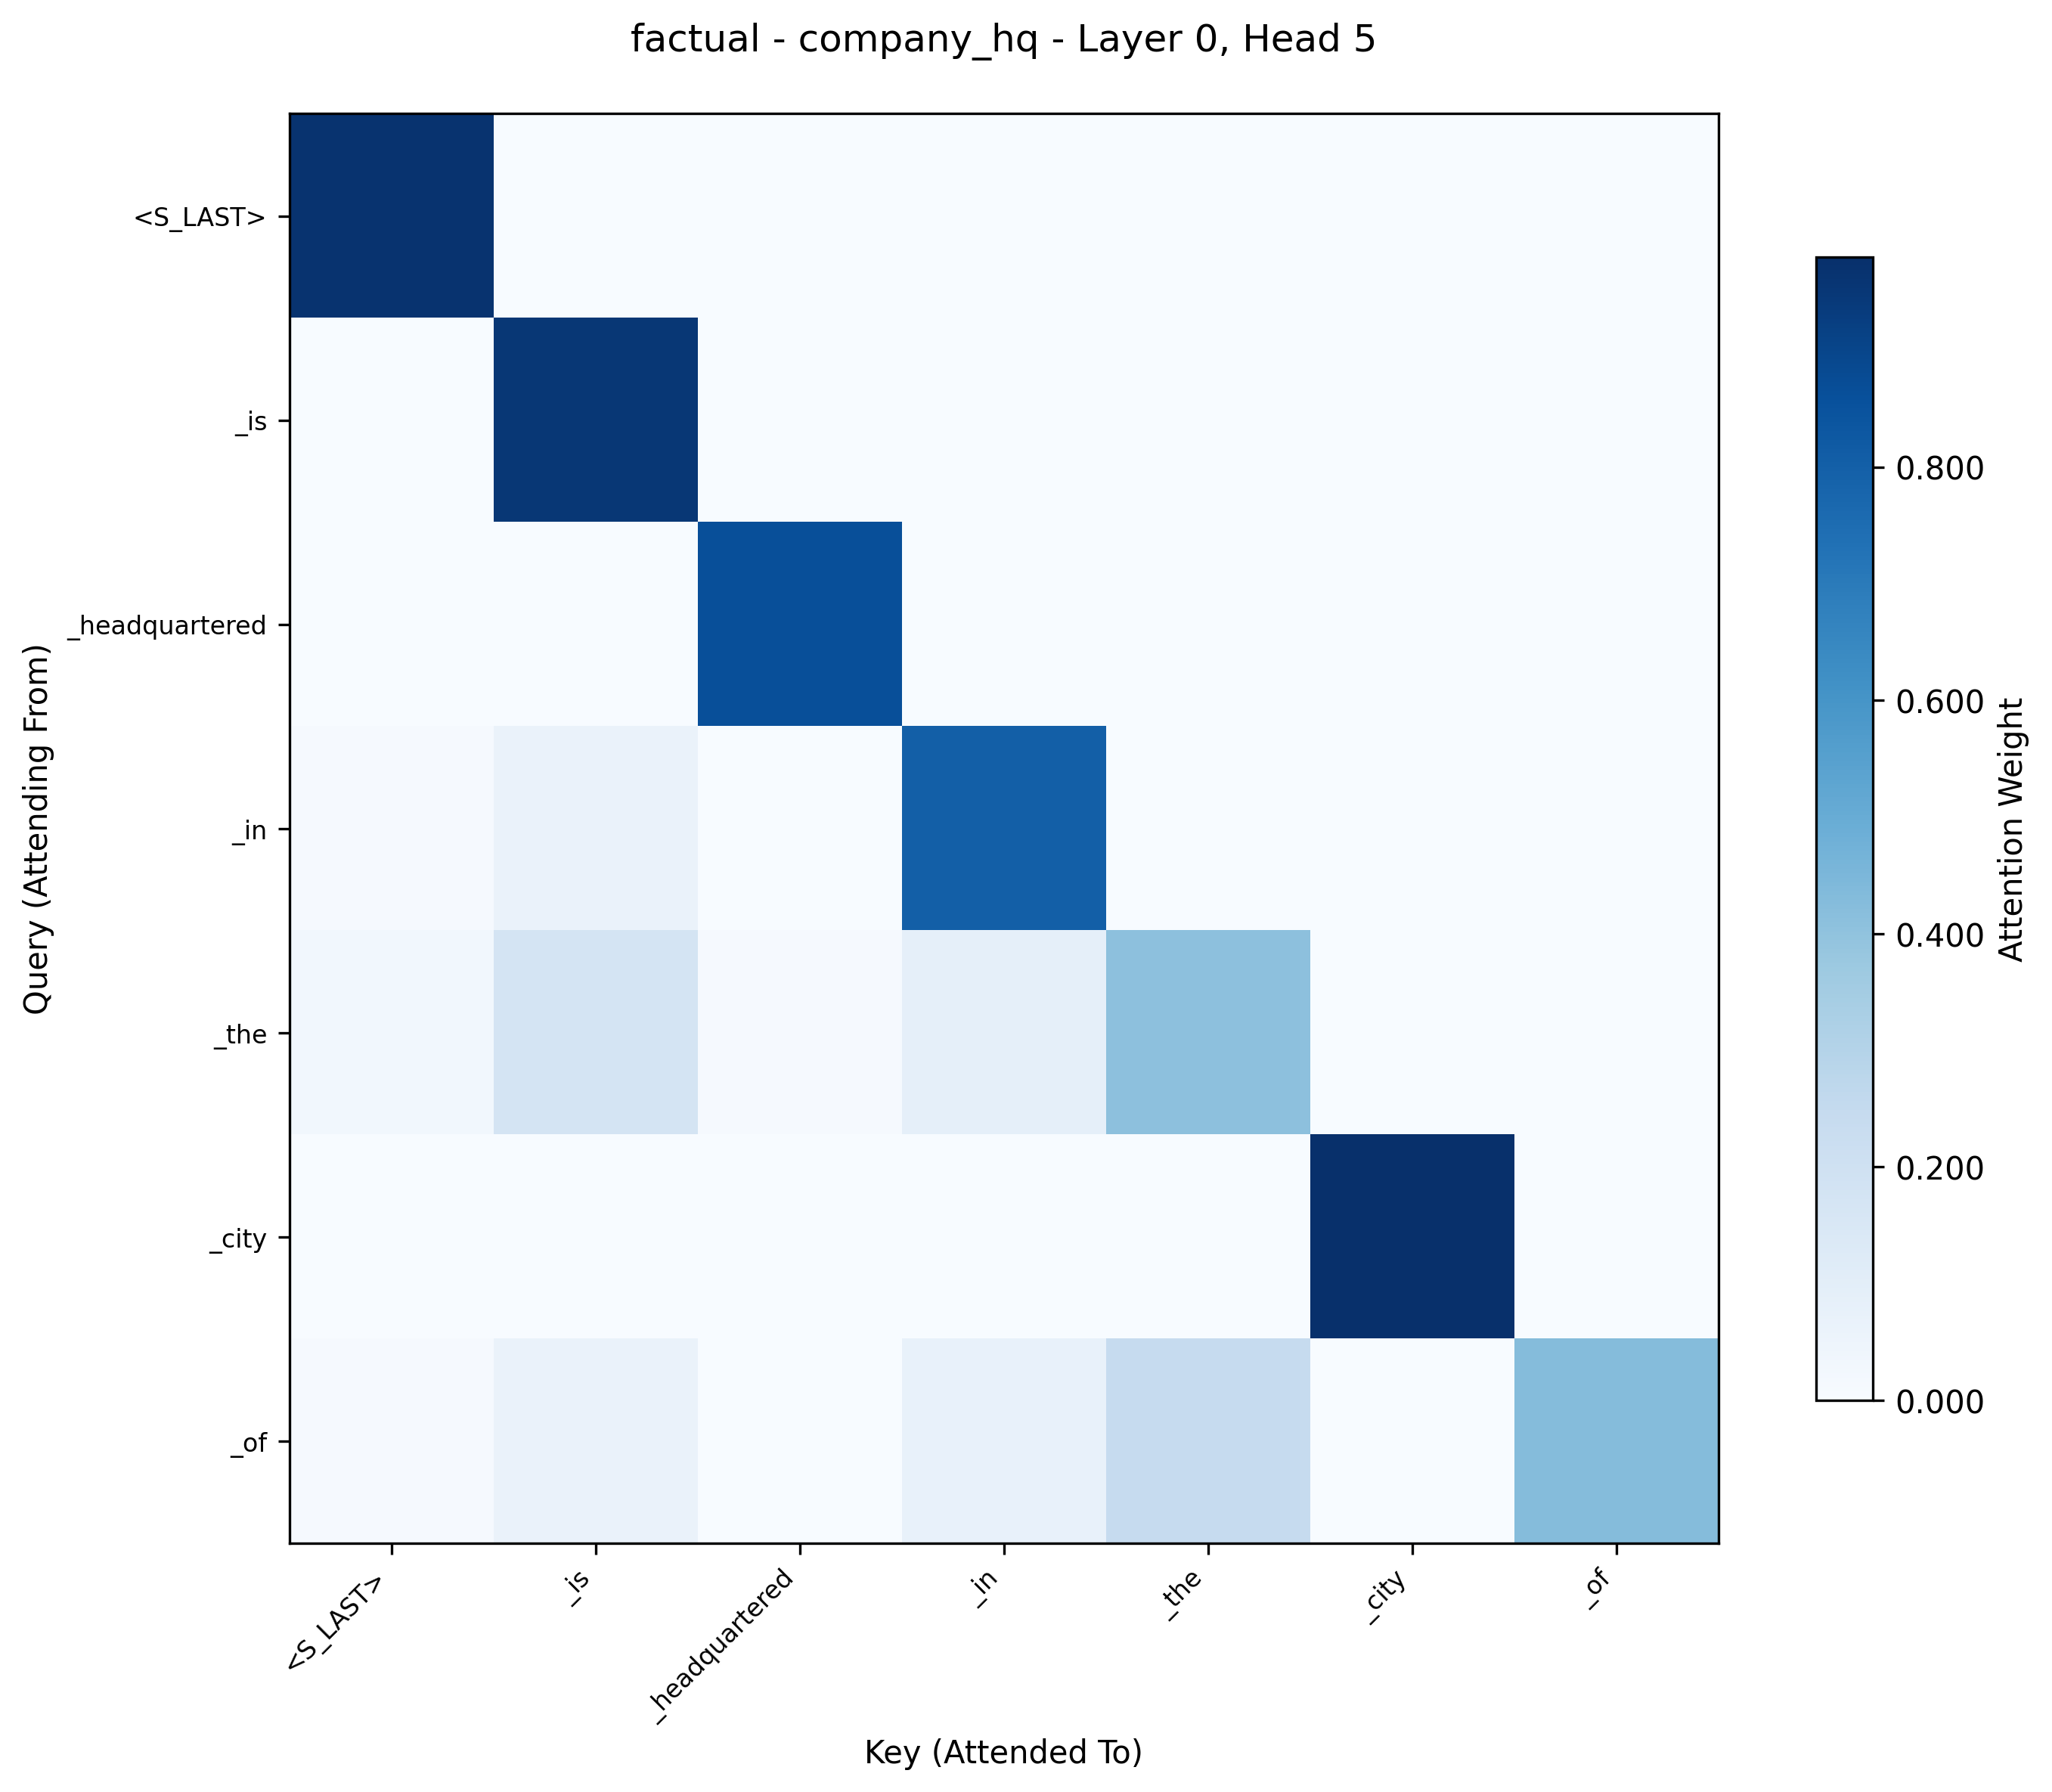 factual - company_hq - Layer 0, Head 5
Query (Attending From)
<S_LAST>
_is
_headquartered
_in
_the
_city
_of
<S_LAST>
_is
_headquartered
_in
_the
_city
_of
Key (Attended To)
0.800
0.600
0.400
0.200
0.000
Attention Weight